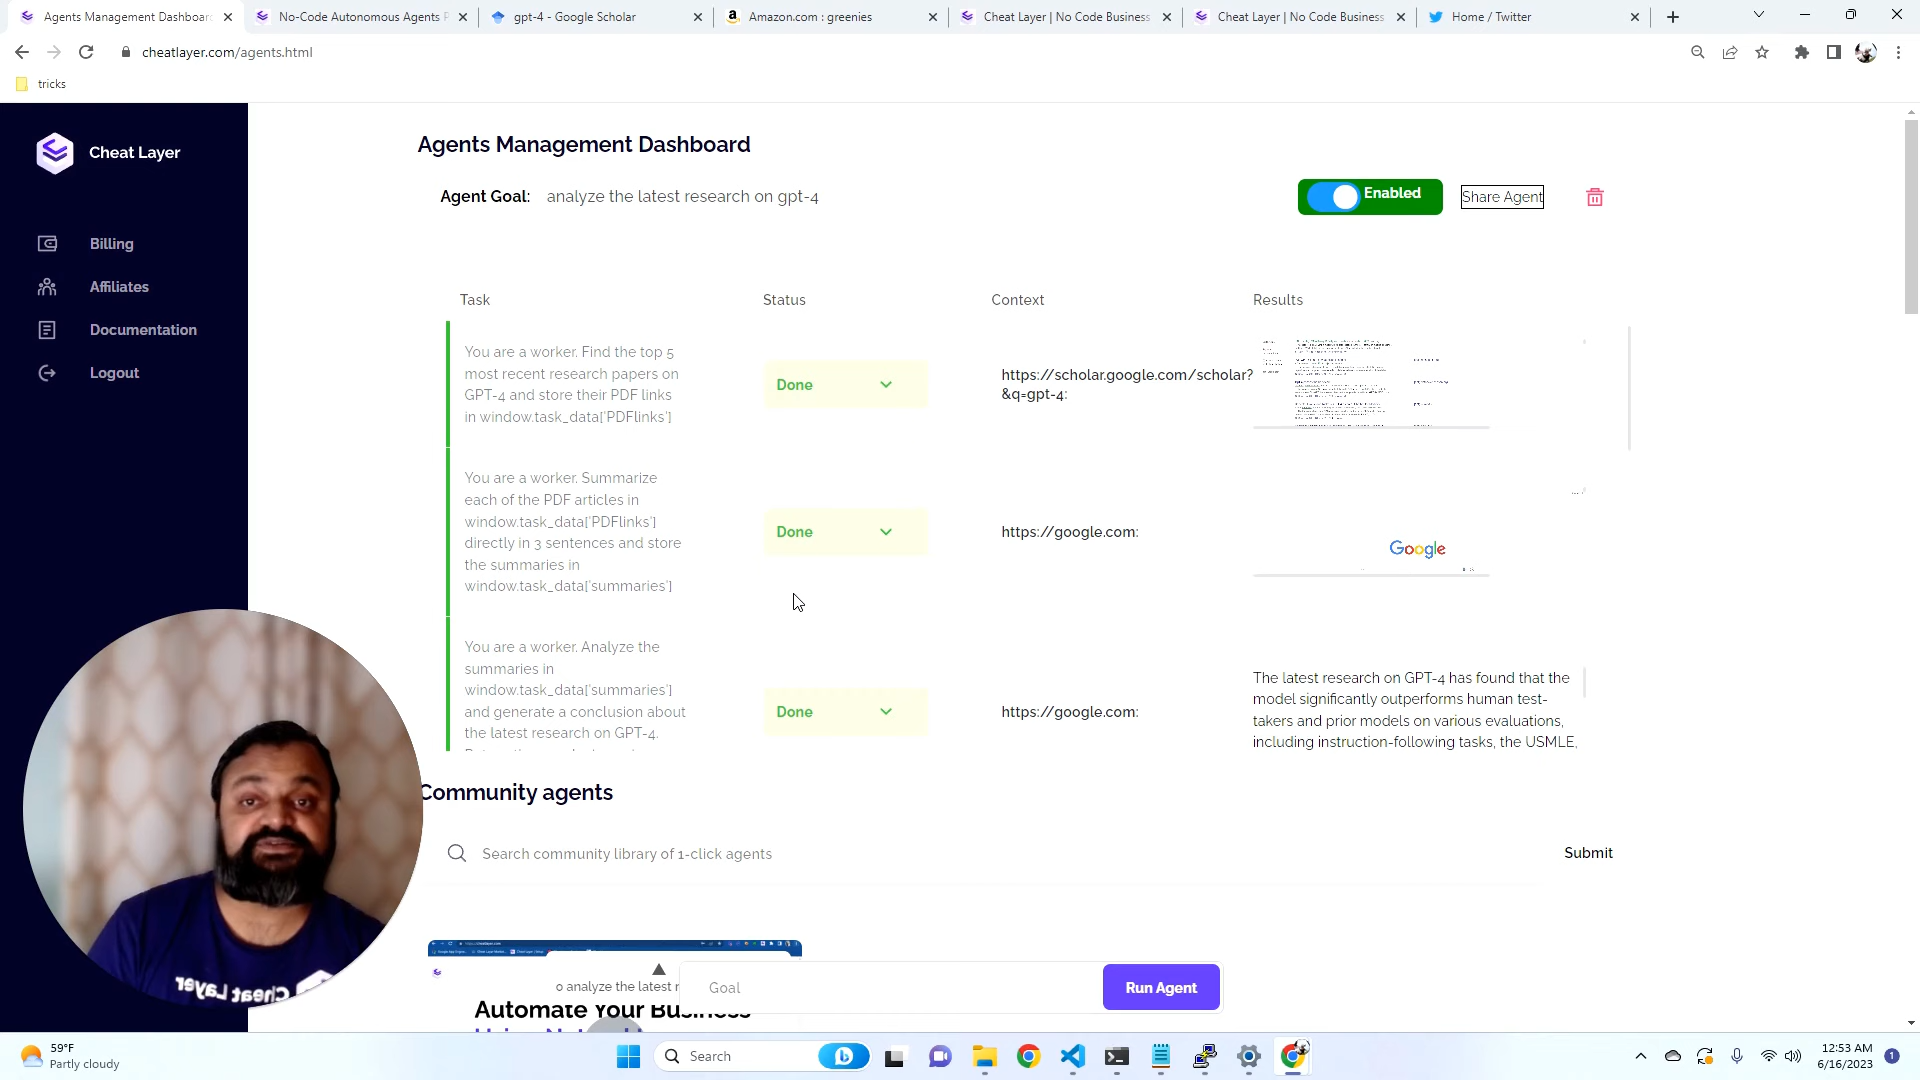 Agents Management Dashboard
No-Code Autonomous Agents P
gpt-4 - Google Scholar
Amazon.com : greenies
Cheat Layer | No Code Business
Cheat Layer | No Code Business
Home / Twitter
cheatlayer.com/agents.html
tricks
Cheat Layer
Billing
Affiliates
Documentation
Logout
Agents Management Dashboard
Agent Goal: analyze the latest research on gpt-4
Enabled
Share Agent
Task Status Context Results
You are a worker. Find the top 5
most recent research papers on
GPT-4 and store their PDF links
in window.task_data['PDFlinks']
Done
https://scholar.google.com/scholar?
&q=gpt-4:
You are a worker. Summarize
each of the PDF articles in
window.task_data['PDFlinks']
directly in 3 sentences and store
the summaries in
window.task_data['summaries']
Done
https://google.com:
Google
You are a worker. Analyze the
summaries in
window.task_data['summaries']
and generate a conclusion about
the latest research on GPT-4.
Done
https://google.com:
The latest research on GPT-4 has found that the
model significantly outperforms human test-
takers and prior models on various evaluations,
including instruction-following tasks, the USMLE,
Community agents
Search community library of 1-click agents
Submit
o analyze the latest r
Goal
Run Agent
Automate Your Business
Cheat Layer
59°F
Partly cloudy
Search
12:53 AM
6/16/2023
1